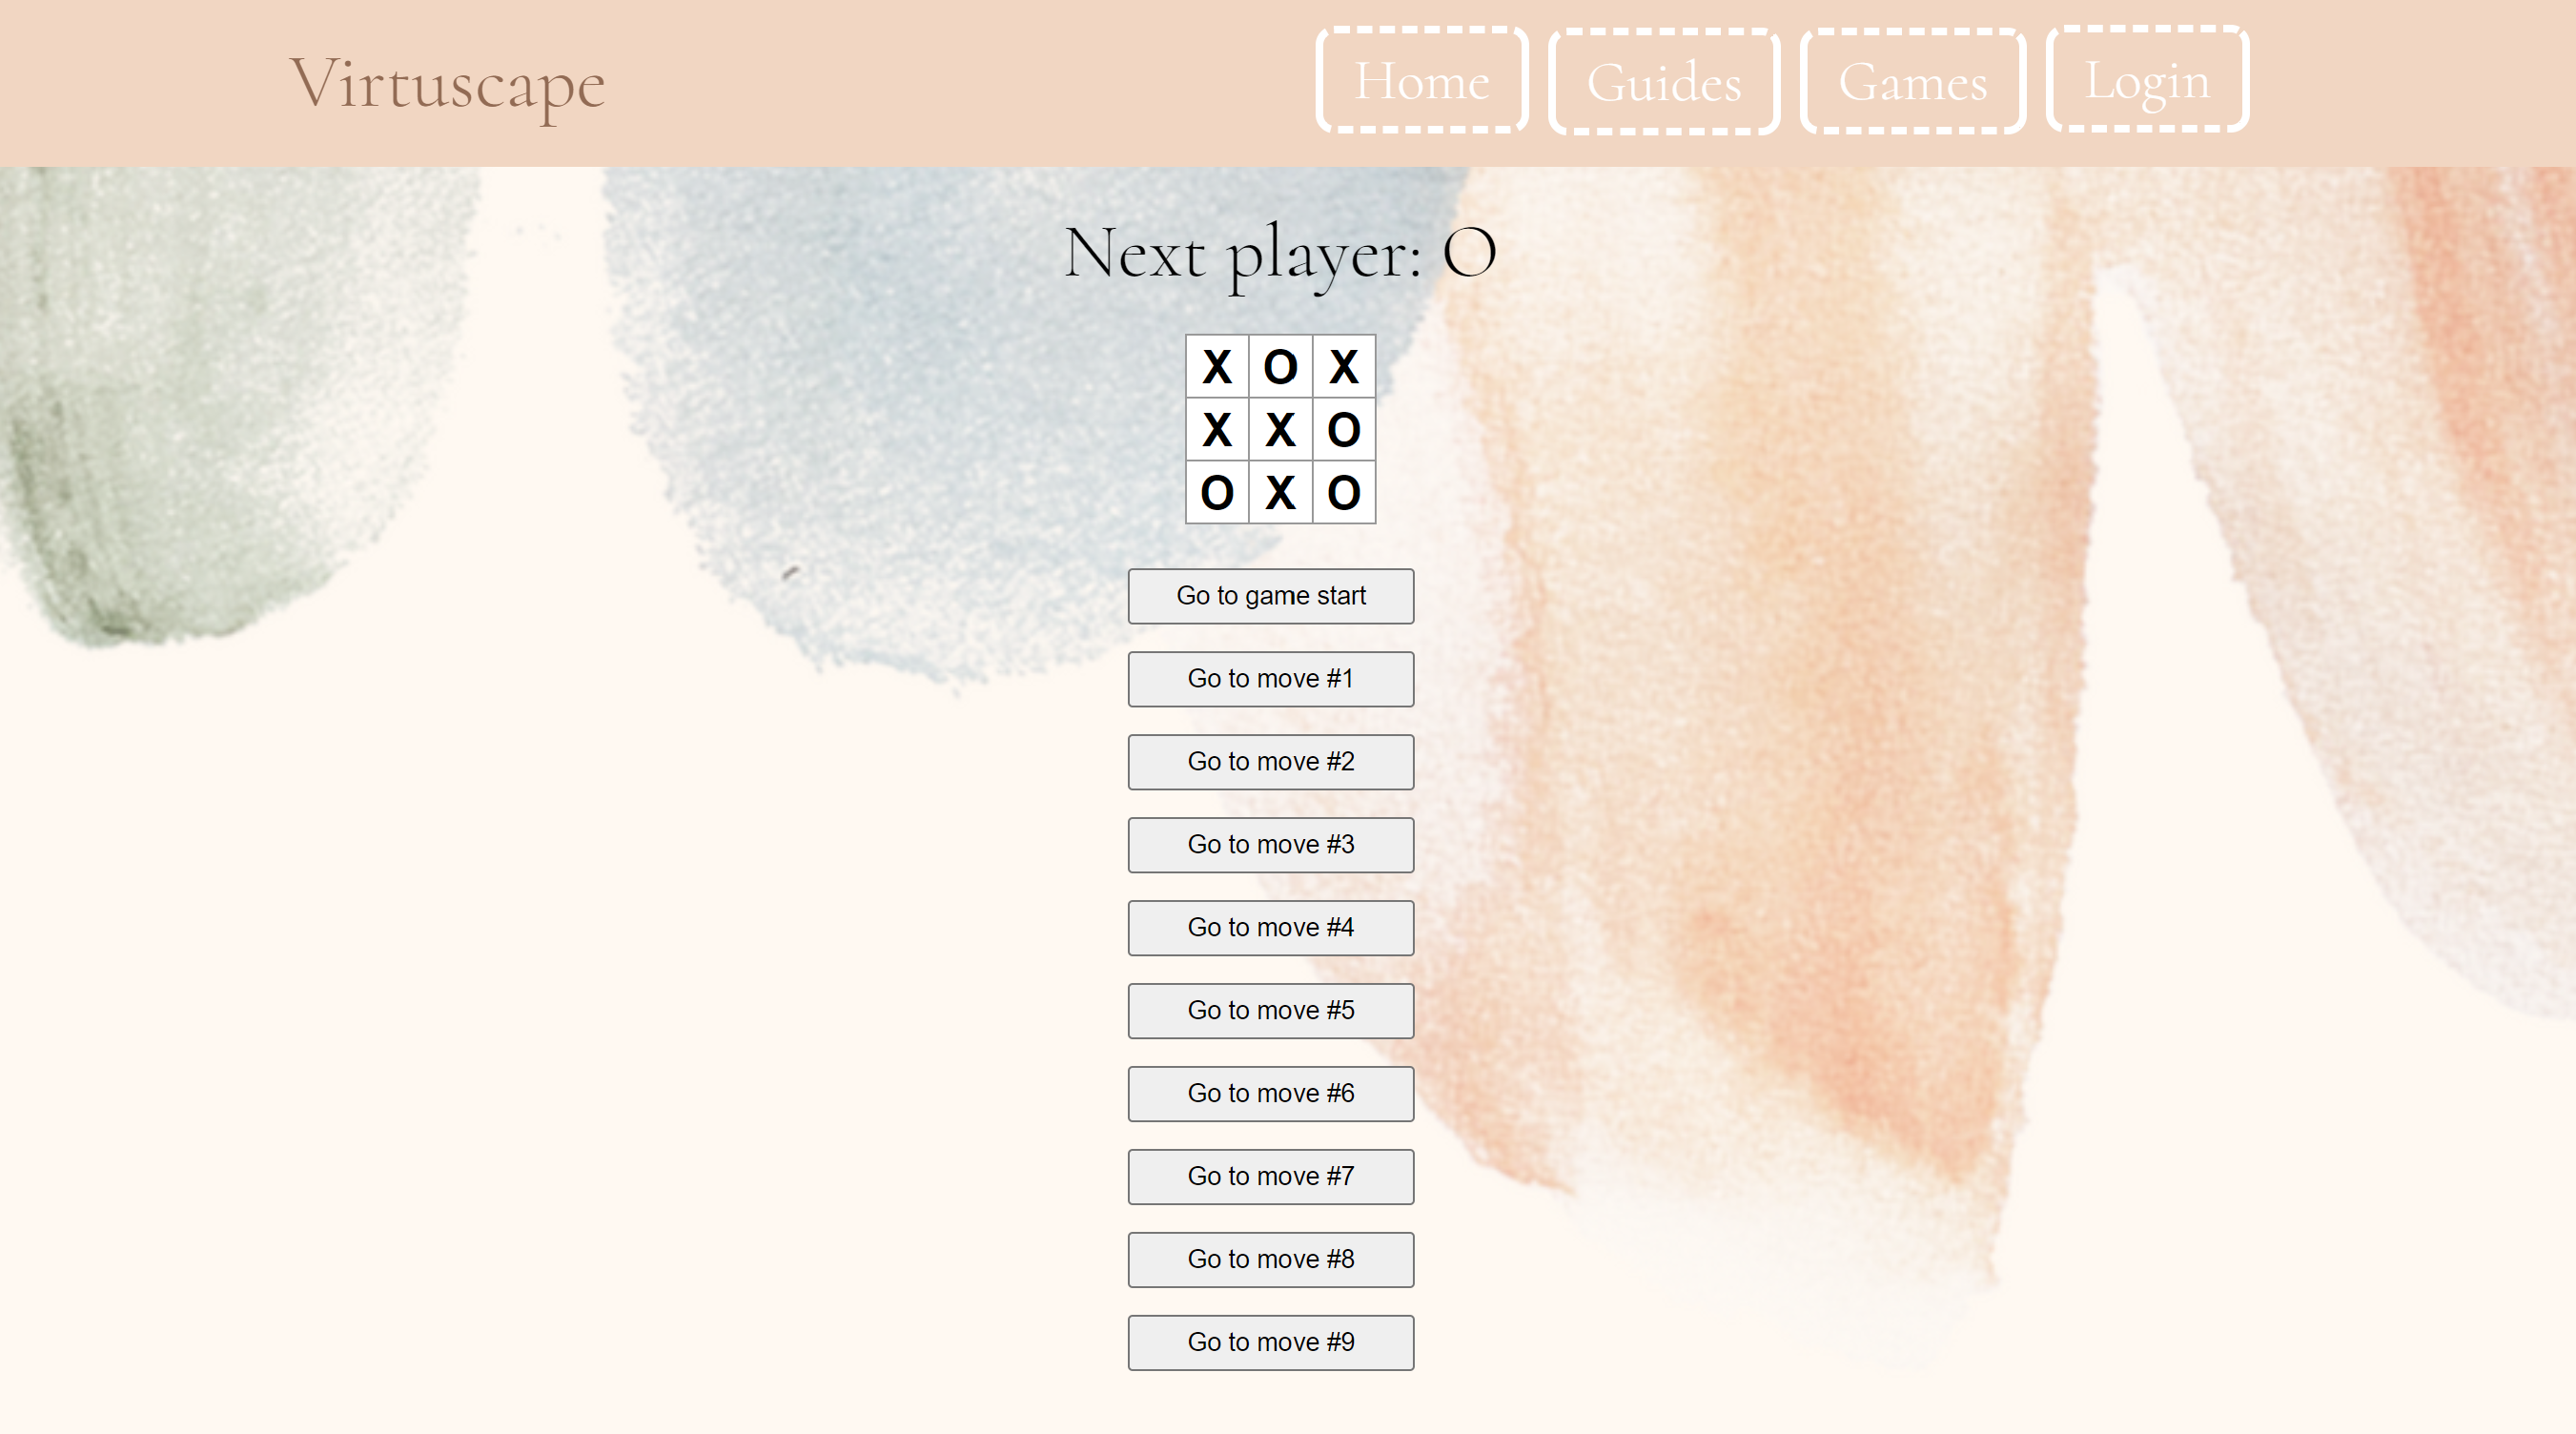 Virtuscape
Home Guides Games Login
Next player: O
X O X
X X O
O X O
Go to game start
Go to move #1
Go to move #2
Go to move #3
Go to move #4
Go to move #5
Go to move #6
Go to move #7
Go to move #8
Go to move #9